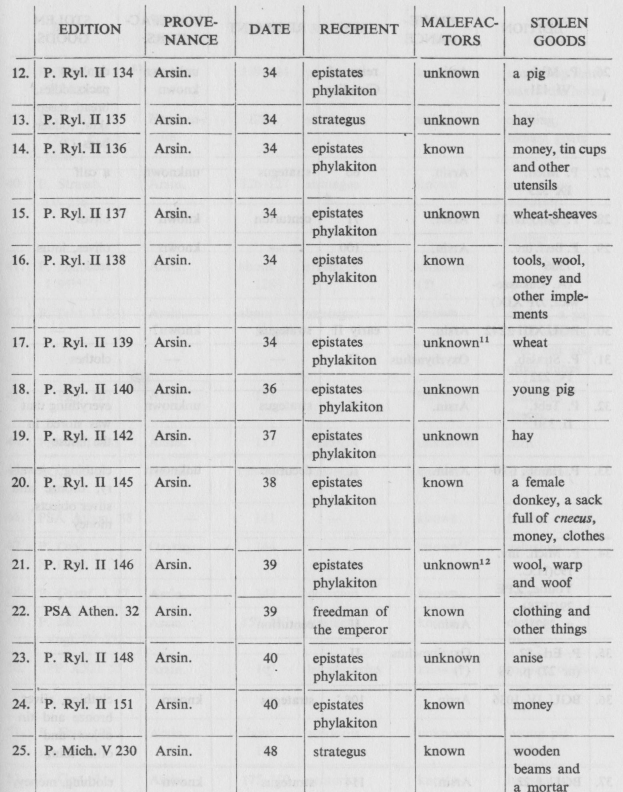 EDITION PROVE- NANCE DATE RECIPIENT MALEFAC- TORS STOLEN GOODS
12. P. Ryl. II 134 Arsin. 34 epistates unknown a pig
phylakiton
13. P. Ryl. II 135 Arsin. 34 strategus unknown hay
14. P. Ryl. II 136 Arsin. 34 epistates known money, tin cups
phylakiton and other
utensils
15. P. Ryl. II 137 Arsin. 34 epistates unknown wheat-sheaves
phylakiton
16. P. Ryl. II 138 Arsin. 34 epistates known tools, wool,
phylakiton money and
other imple-
ments
17. P. Ryl. II 139 Arsin. 34 epistates unknown¹¹ wheat
phylakiton
18. P. Ryl. II 140 Arsin. 36 epistates unknown young pig
phylakiton
19. P. Ryl. II 142 Arsin. 37 epistates unknown hay
phylakiton
20. P. Ryl. II 145 Arsin. 38 epistates known a female
phylakiton donkey, a sack
full of cnecus,
money, clothes
21. P. Ryl. II 146 Arsin. 39 epistates unknown¹² wool, warp
phylakiton and woof
22. PSA Athen. 32 Arsin. 39 freedman of known clothing and
the emperor other things
23. P. Ryl. II 148 Arsin. 40 epistates unknown anise
phylakiton
24. P. Ryl. II 151 Arsin. 40 epistates known money
phylakiton
25. P. Mich. V 230 Arsin. 48 strategus known wooden
beams and
a mortar